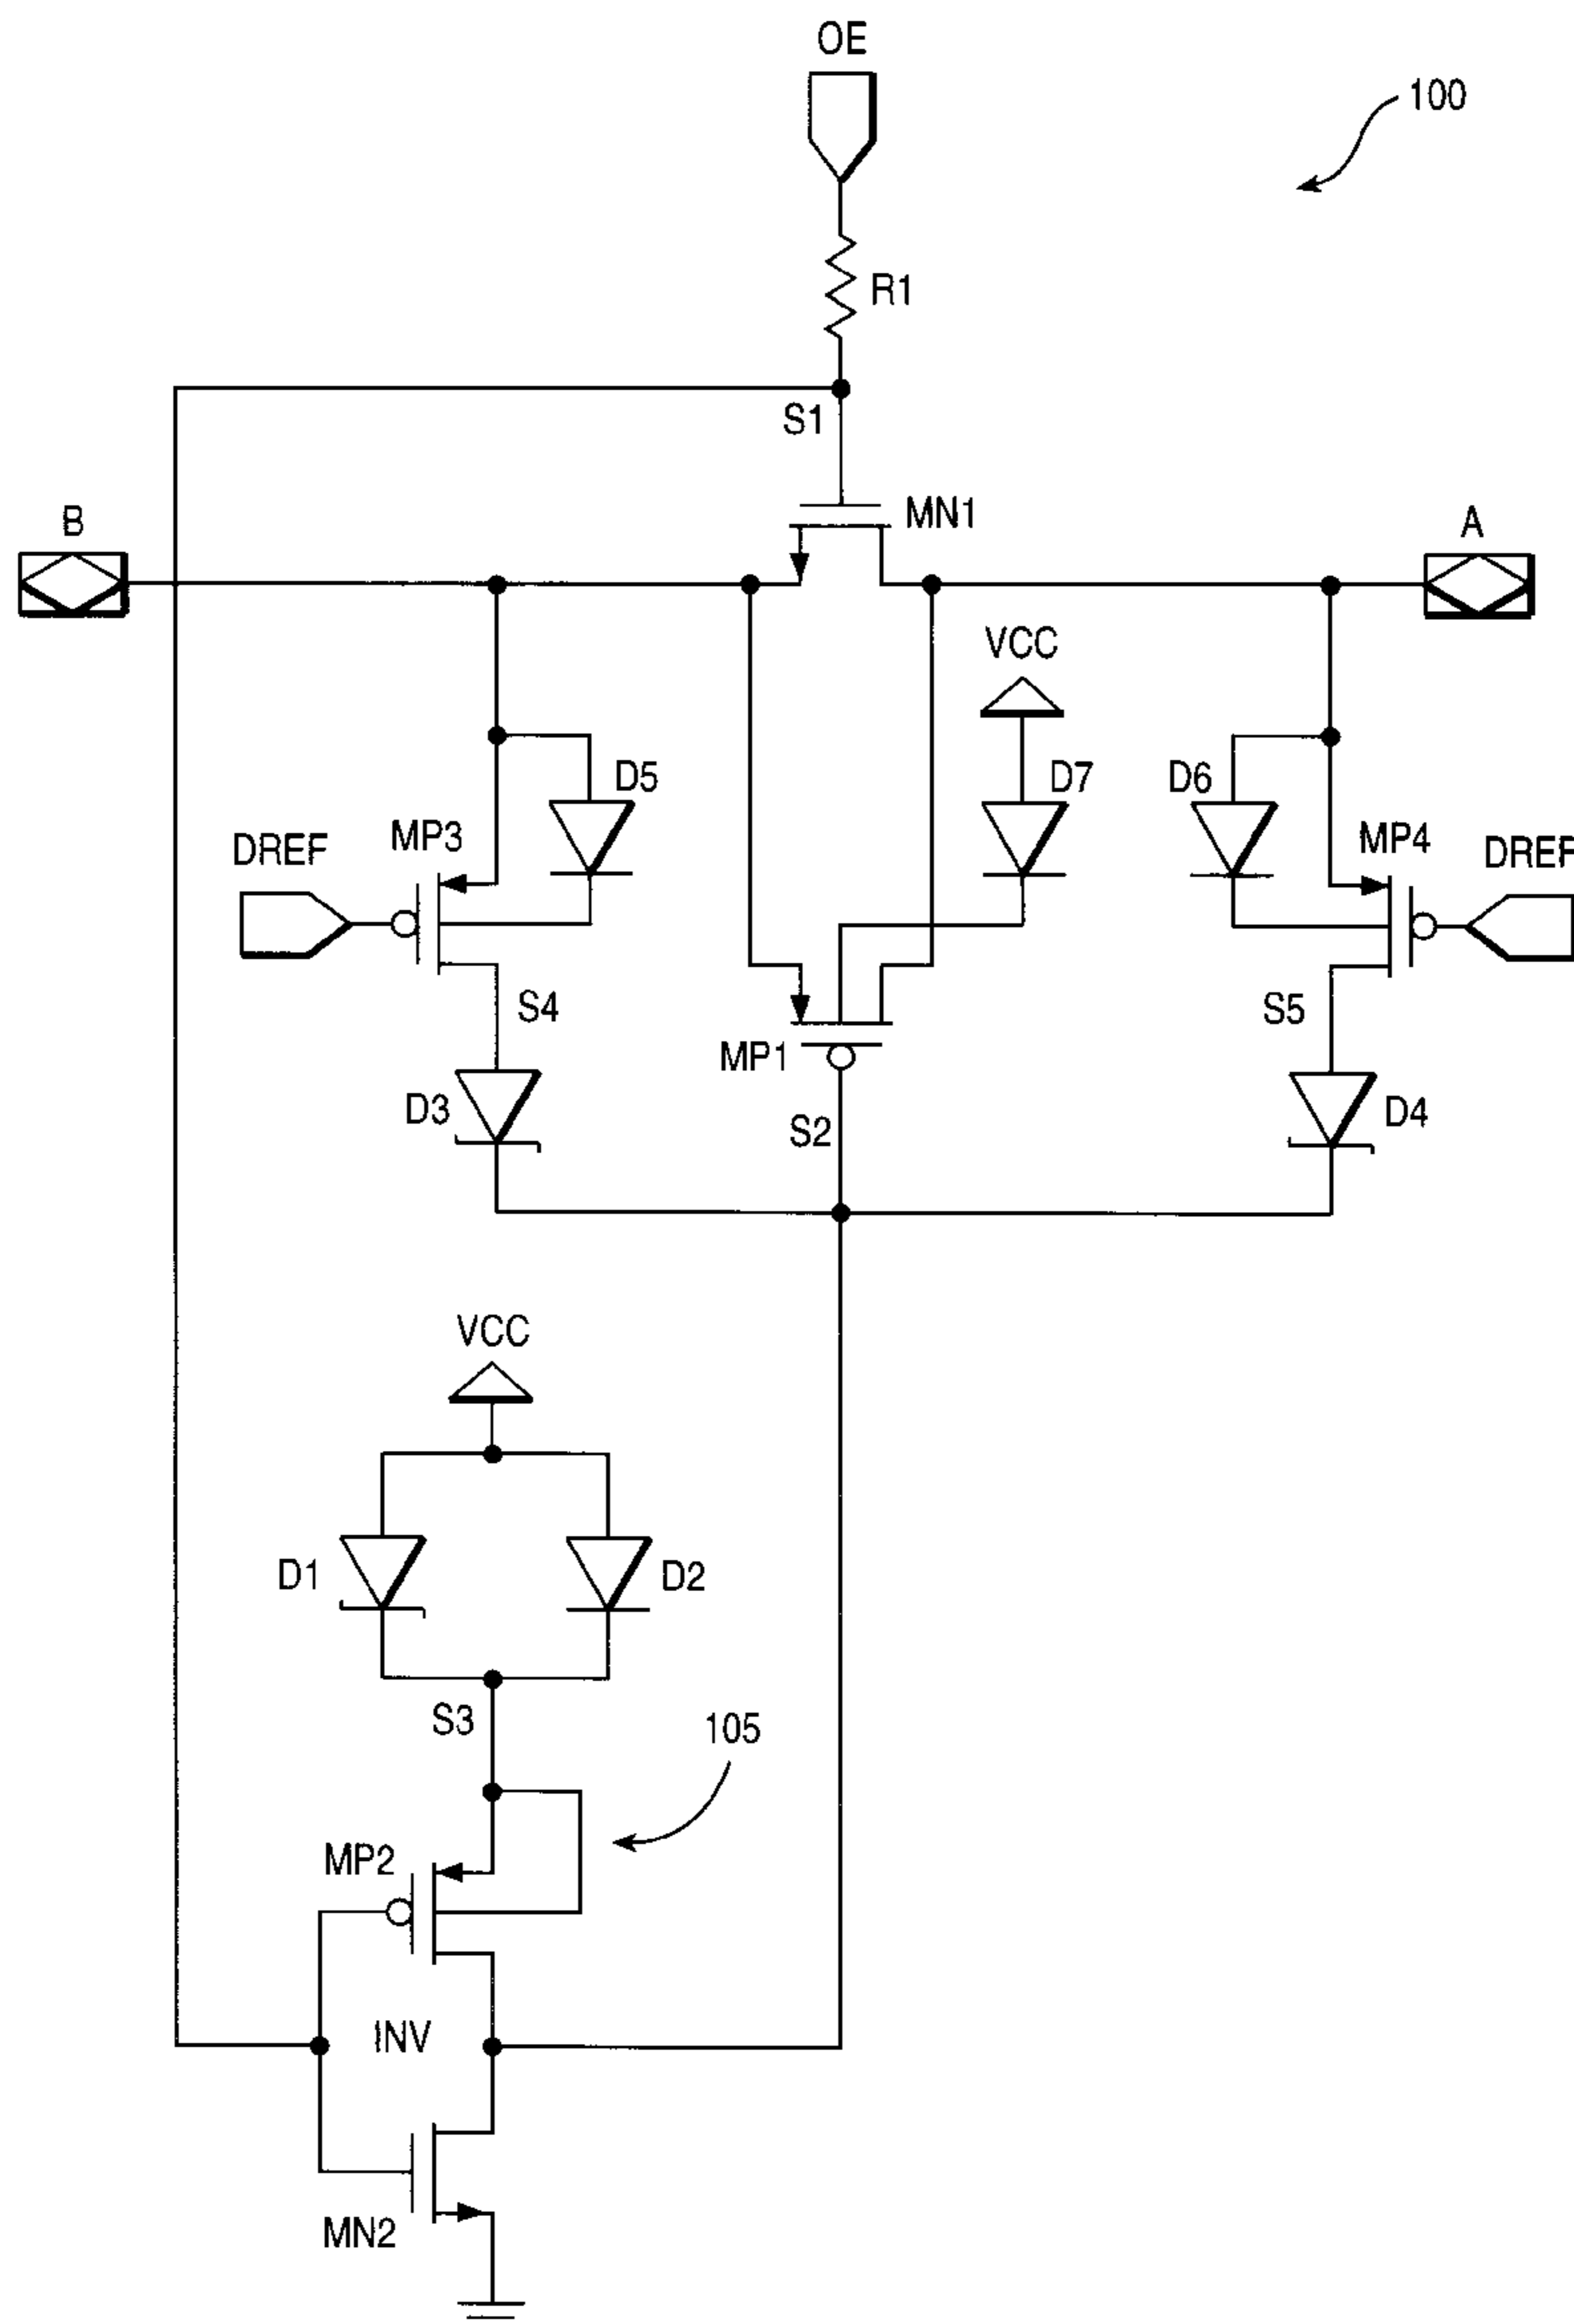 OE
100
R1
S1
MN1
B
A
VCC
D5
D7
D6
MP3
MP4
DREF
DREF
S4
S5
MP1
D3
S2
D4
VCC
D1
D2
S3
105
MP2
INV
MN2